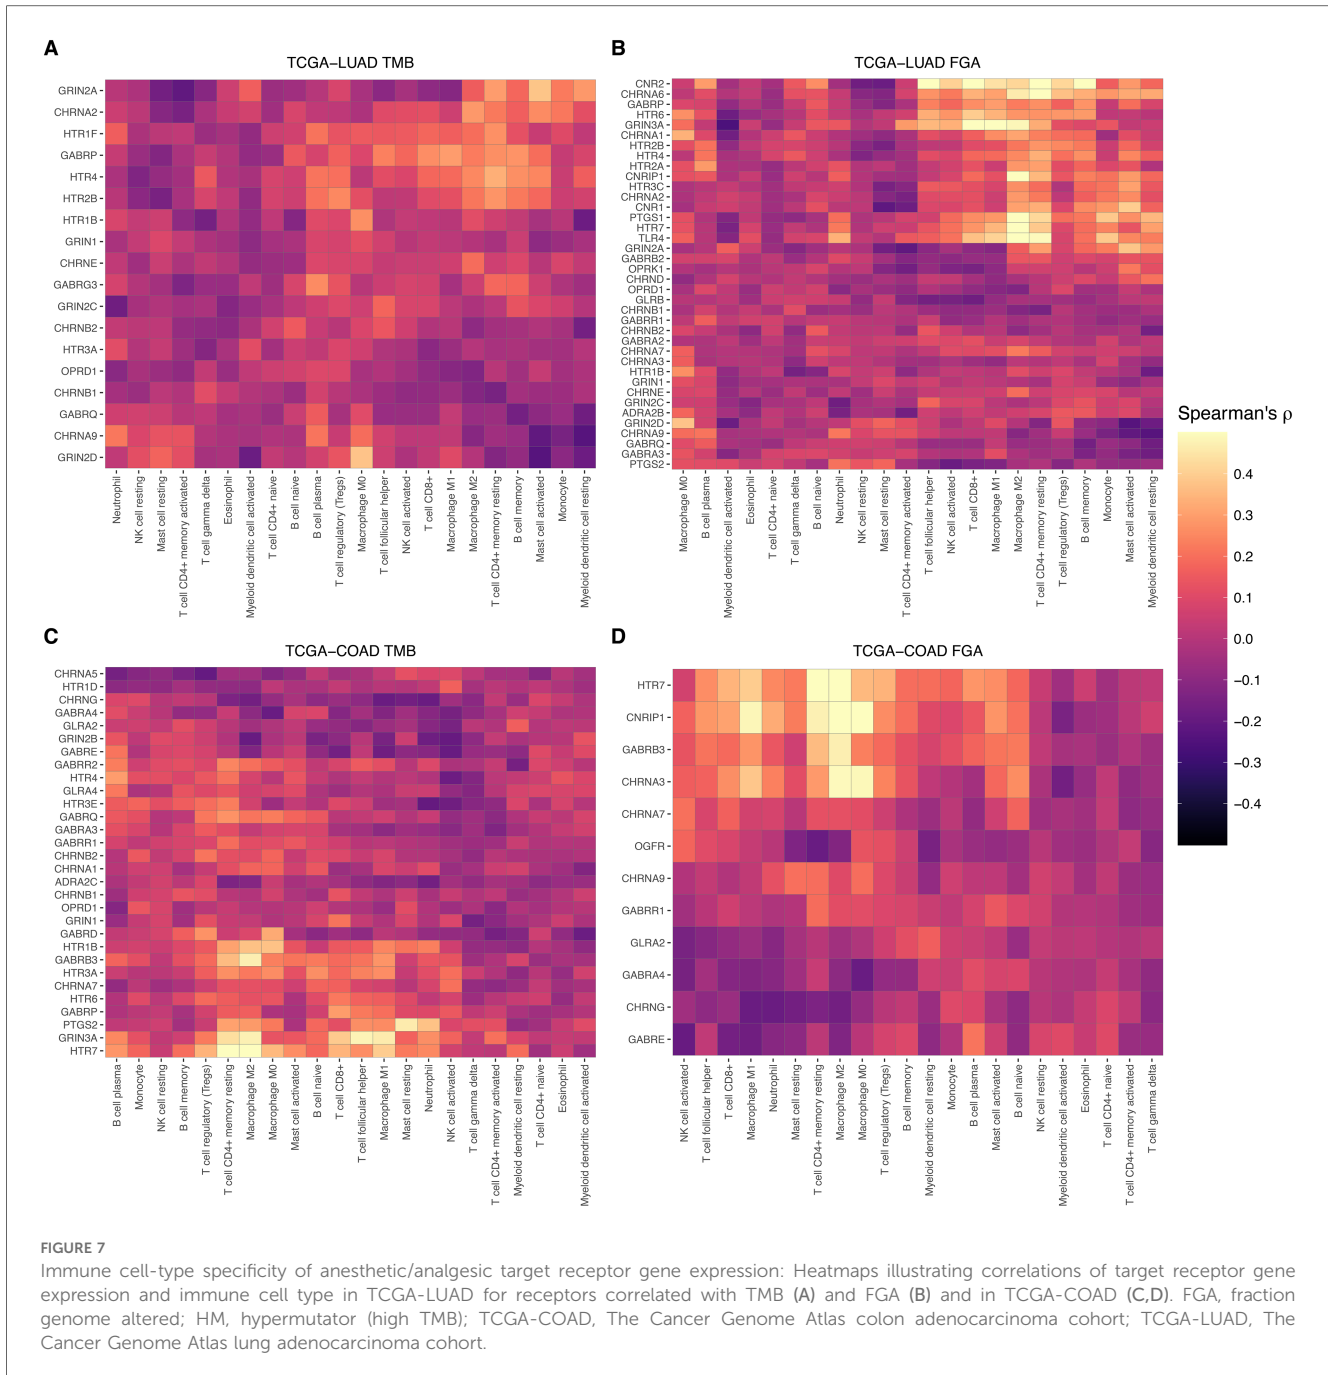 A
TCGA−LUAD TMB
GRIN2A
CHRNA2
HTR1F
GABRP
HTR4
HTR2B
HTR1B
GRIN1
CHRNE
GABRG3
GRIN2C
CHRNB2
HTR3A
OPRD1
CHRNB1
GABRQ
CHRNA9
GRIN2D
Neutrophil
NK cell resting
Mast cell resting
T cell CD4+ memory activated
T cell gamma delta
Eosinophil
Myeloid dendritic cell activated
T cell CD4+ naive
B cell naive
B cell plasma
T cell regulatory (Tregs)
Macrophage M0
T cell follicular helper
NK cell activated
T cell CD8+
Macrophage M1
Macrophage M2
T cell CD4+ memory resting
B cell memory
Mast cell activated
Monocyte
Myeloid dendritic cell resting
B
TCGA−LUAD FGA
CNR2
CHRNA6
GABRP
HTR6
GRIN3A
CHRNA1
HTR2B
HTR4
HTR2A
CNRIP1
HTR3C
CHRNA2
CNR1
PTGS1
HTR7
TLR4
GRIN2A
GABRB2
OPRK1
CHRND
OPRD1
GLRB
CHRNB1
GABRR1
CHRNB2
GABRA2
CHRNA7
CHRNA3
HTR1B
GRIN1
CHRNE
GRIN2C
ADRA2B
GRIN2D
CHRNA9
GABRQ
GABRA3
PTGS2
Macrophage M0
B cell plasma
Myeloid dendritic cell activated
Eosinophil
T cell CD4+ naive
T cell gamma delta
B cell naive
Neutrophil
NK cell resting
Mast cell resting
T cell CD4+ memory activated
T cell follicular helper
NK cell activated
T cell CD8+
Macrophage M1
Macrophage M2
T cell CD4+ memory resting
T cell regulatory (Tregs)
B cell memory
Monocyte
Mast cell activated
Myeloid dendritic cell resting
Spearman's ρ
0.4
0.3
0.2
0.1
0.0
−0.1
−0.2
−0.3
−0.4
C
TCGA−COAD TMB
CHRNA5
HTR1D
CHRNG
GABRA4
GLRA2
GRIN2B
GABRE
GABRR2
HTR4
GLRA4
HTR3E
GABRQ
GABRA3
GABRR1
CHRNB2
CHRNA1
ADRA2C
CHRNB1
OPRD1
GRIN1
GABRD
HTR1B
GABRB3
HTR3A
CHRNA7
HTR6
GABRP
PTGS2
GRIN3A
HTR7
B cell plasma
Monocyte
NK cell resting
B cell memory
T cell regulatory (Tregs)
T cell CD4+ memory resting
Macrophage M2
Macrophage M0
Mast cell activated
B cell naive
T cell CD8+
T cell follicular helper
Macrophage M1
Mast cell resting
Neutrophil
NK cell activated
T cell gamma delta
T cell CD4+ memory activated
Myeloid dendritic cell resting
T cell CD4+ naive
Eosinophil
Myeloid dendritic cell activated
D
TCGA−COAD FGA
HTR7
CNRIP1
GABRB3
CHRNA3
CHRNA7
OGFR
CHRNA9
GABRR1
GLRA2
GABRA4
CHRNG
GABRE
NK cell activated
T cell follicular helper
T cell CD8+
Macrophage M1
Neutrophil
Mast cell resting
T cell CD4+ memory resting
Macrophage M2
Macrophage M0
T cell regulatory (Tregs)
B cell memory
Myeloid dendritic cell resting
Monocyte
B cell plasma
Mast cell activated
B cell naive
NK cell resting
Myeloid dendritic cell activated
Eosinophil
T cell CD4+ naive
T cell CD4+ memory activated
T cell gamma delta
FIGURE 7
Immune cell-type specificity of anesthetic/analgesic target receptor gene expression: Heatmaps illustrating correlations of target receptor gene
expression and immune cell type in TCGA-LUAD for receptors correlated with TMB (A) and FGA (B) and in TCGA-COAD (C,D). FGA, fraction
genome altered; HM, hypermutator (high TMB); TCGA-COAD, The Cancer Genome Atlas colon adenocarcinoma cohort; TCGA-LUAD, The
Cancer Genome Atlas lung adenocarcinoma cohort.